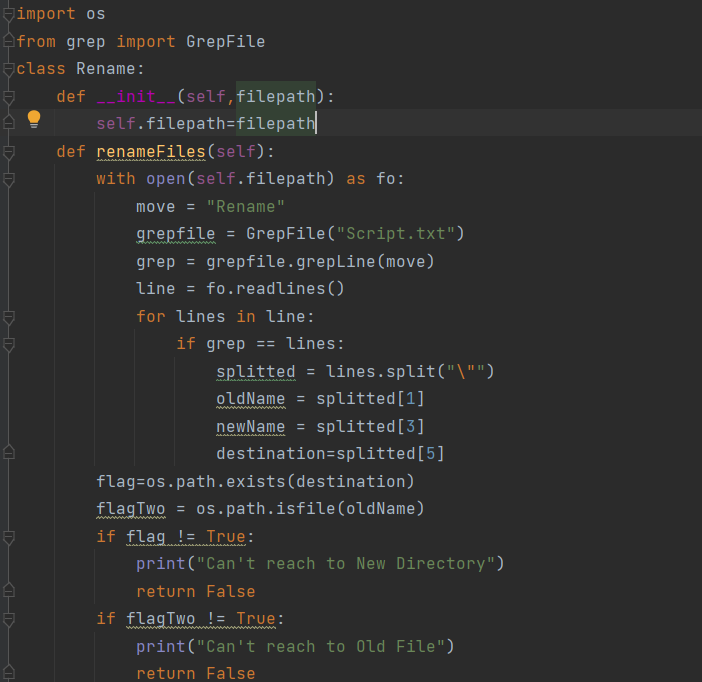 import os
from grep import GrepFile
class Rename:
    def __init__(self,filepath):
        self.filepath=filepath
    def renameFiles(self):
        with open(self.filepath) as fo:
            move = "Rename"
            grepfile = GrepFile("Script.txt")
            grep = grepfile.grepLine(move)
            line = fo.readlines()
            for lines in line:
                if grep == lines:
                    splitted = lines.split("\"")
                    oldName = splitted[1]
                    newName = splitted[3]
                    destination=splitted[5]
        flag=os.path.exists(destination)
        flagTwo = os.path.isfile(oldName)
        if flag != True:
            print("Can't reach to New Directory")
            return False
        if flagTwo != True:
            print("Can't reach to Old File")
            return False